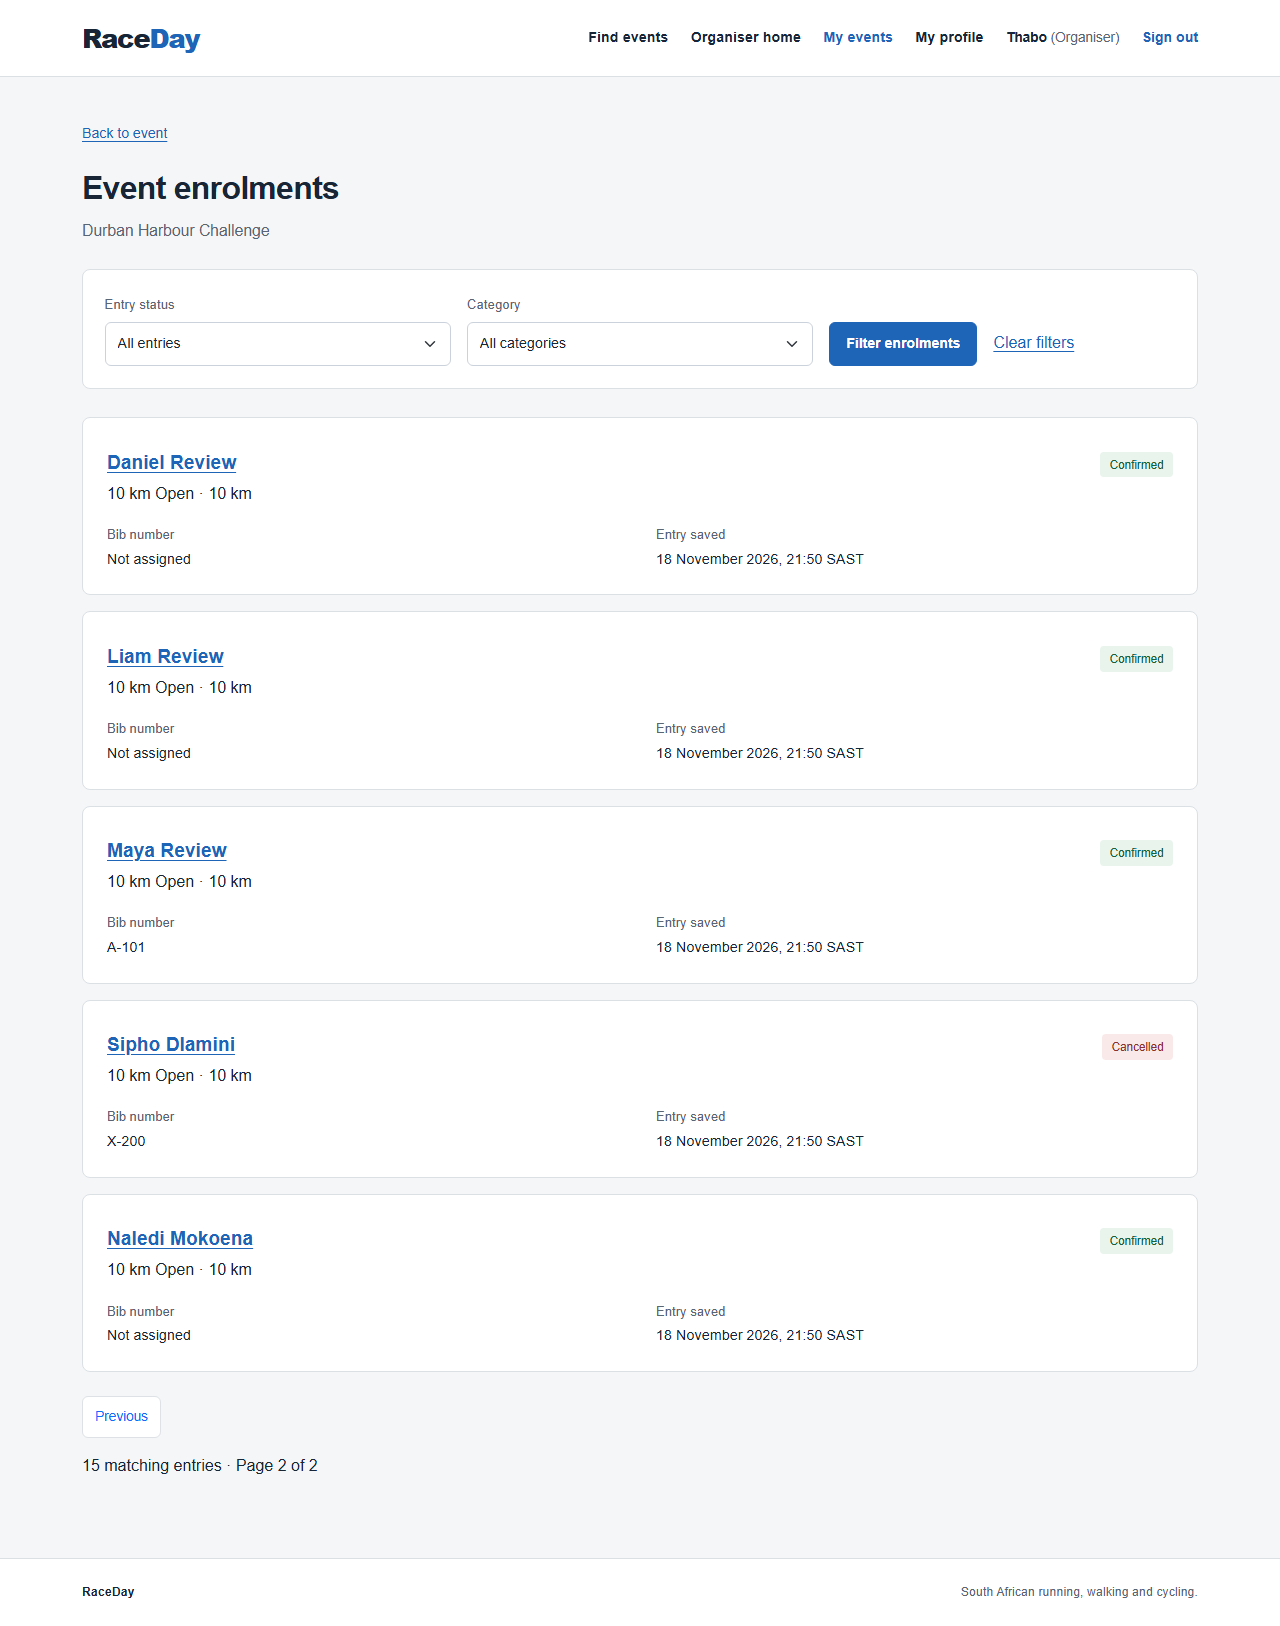 RaceDay
Find events
Organiser home
My events
My profile
Thabo (Organiser)
Sign out
Back to event
Event enrolments
Durban Harbour Challenge
Entry status
Category
All entries
All categories
Filter enrolments
Clear filters
Daniel Review
Confirmed
10 km Open · 10 km
Bib number
Entry saved
Not assigned
18 November 2026, 21:50 SAST
Liam Review
Confirmed
10 km Open · 10 km
Bib number
Entry saved
Not assigned
18 November 2026, 21:50 SAST
Maya Review
Confirmed
10 km Open · 10 km
Bib number
Entry saved
A-101
18 November 2026, 21:50 SAST
Sipho Dlamini
Cancelled
10 km Open · 10 km
Bib number
Entry saved
X-200
18 November 2026, 21:50 SAST
Naledi Mokoena
Confirmed
10 km Open · 10 km
Bib number
Entry saved
Not assigned
18 November 2026, 21:50 SAST
Previous
15 matching entries · Page 2 of 2
RaceDay
South African running, walking and cycling.